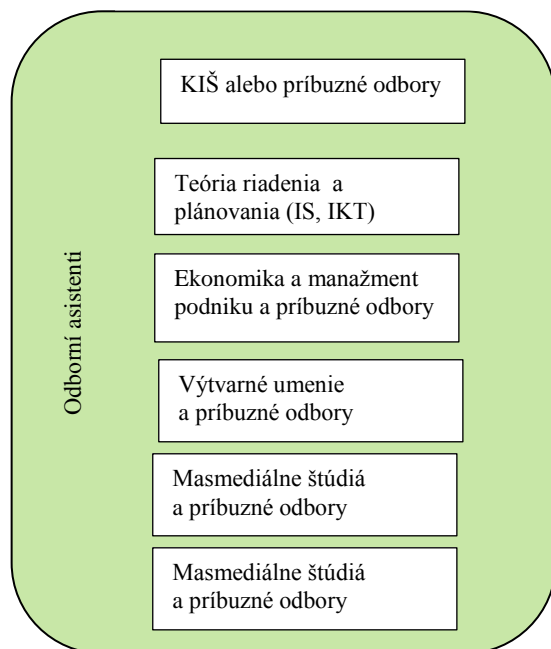 Odborní asistenti
KIŠ alebo príbuzné odbory
Teória riadenia a
plánovania (IS, IKT)
Ekonomika a manažment
podniku a príbuzné odbory
Výtvarné umenie
a príbuzné odbory
Masmediálne štúdiá
a príbuzné odbory
Masmediálne štúdiá
a príbuzné odbory